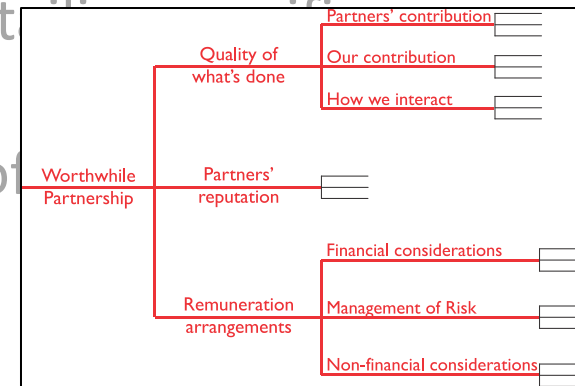 Partners' contribution
Quality of
what's done
Our contribution
How we interact
Worthwhile
Partnership
Partners'
reputation
Financial considerations
Remuneration
arrangements
Management of Risk
Non-financial considerations